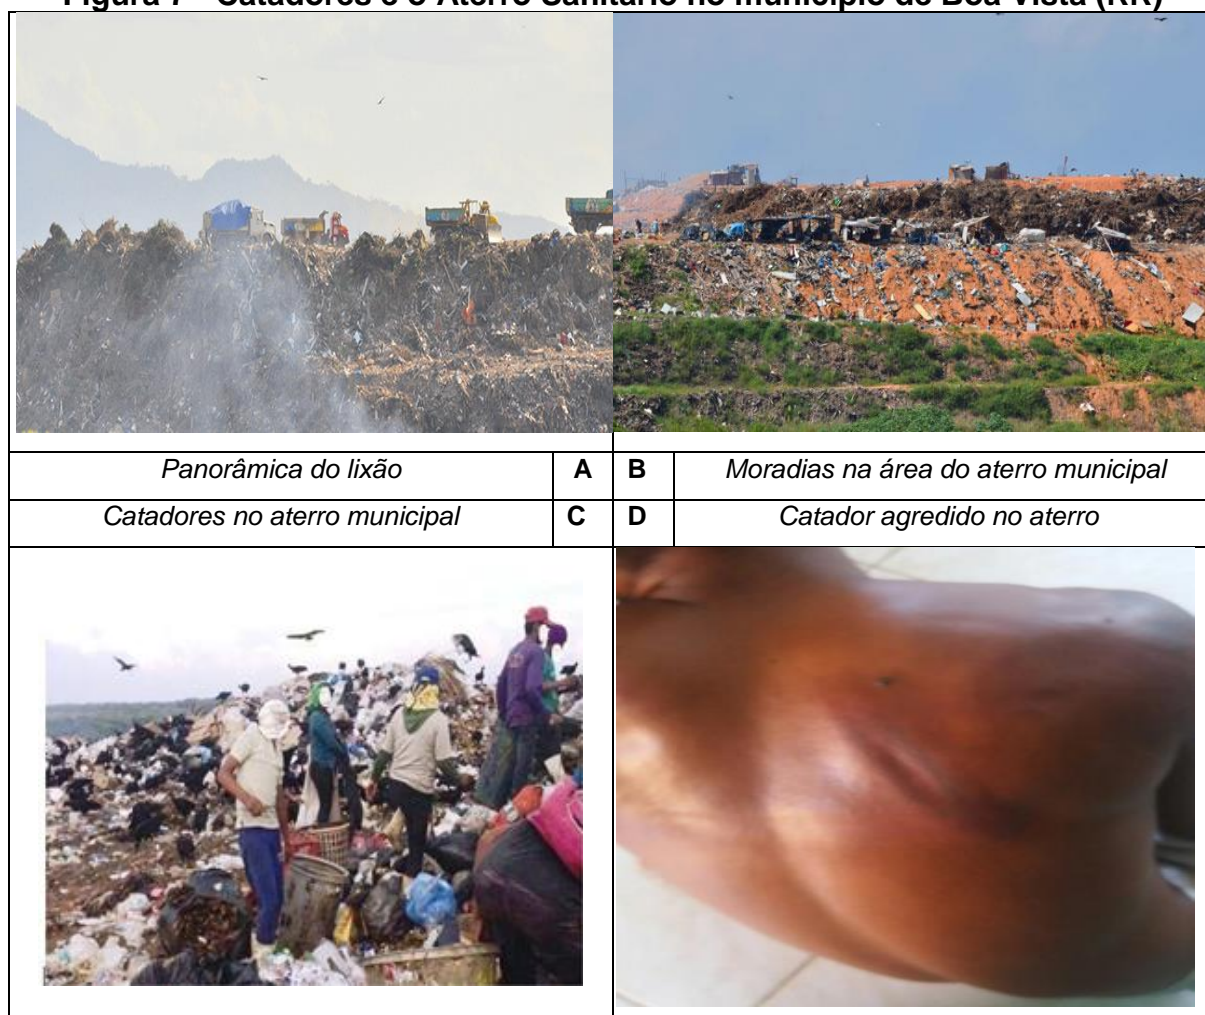 Figura 7 - Catadores e o Aterro Sanitário no município de Boa Vista (RR)
Panorâmica do lixão A B Moradias na área do aterro municipal
Catadores no aterro municipal C D Catador agredido no aterro